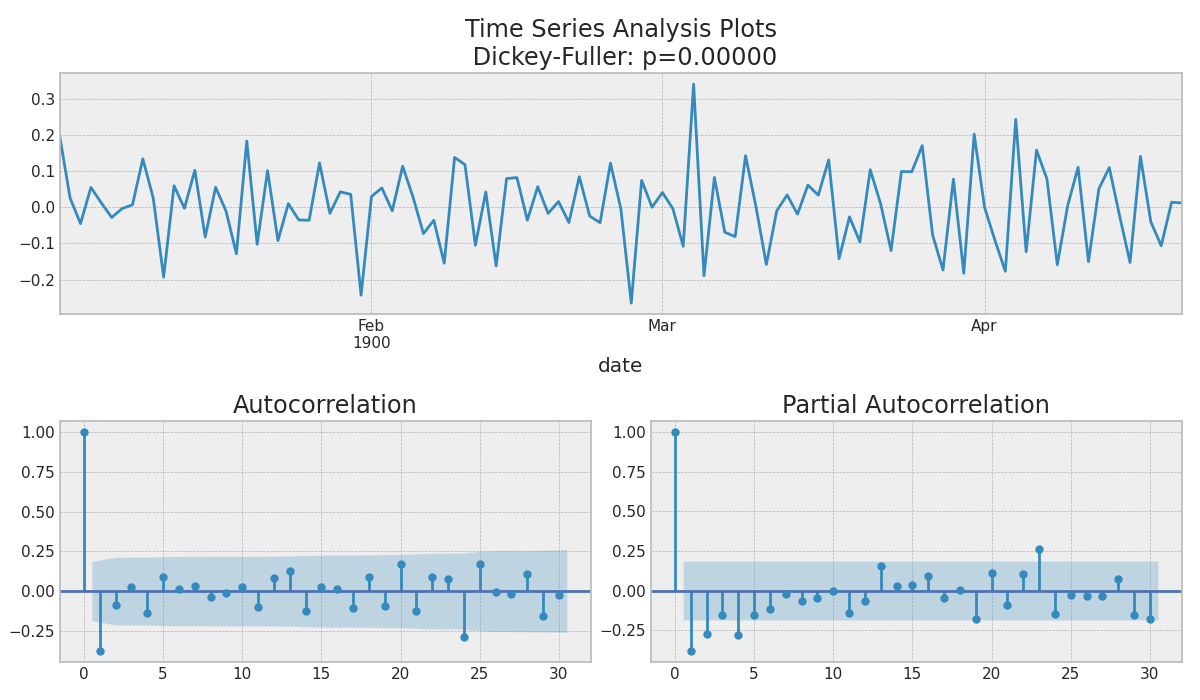 Time Series Analysis Plots
Dickey-Fuller: p=0.00000
0.3
0.2
0.1
0.0
−0.1
−0.2
Feb
1900
Mar
Apr
date
Autocorrelation
1.00
0.75
0.50
0.25
0.00
−0.25
0 5 10 15 20 25 30
Partial Autocorrelation
1.00
0.75
0.50
0.25
0.00
−0.25
0 5 10 15 20 25 30